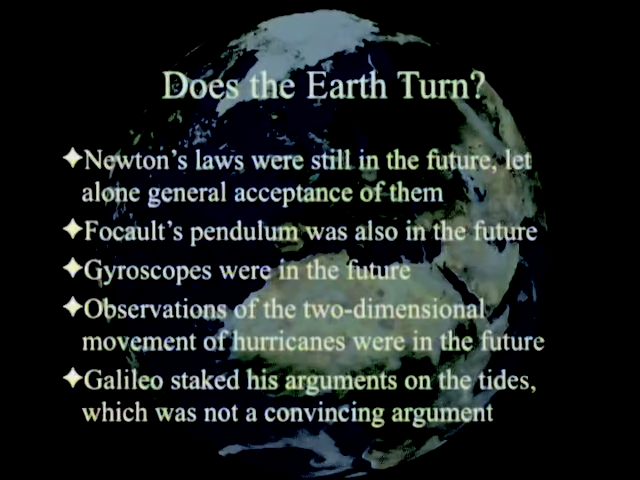 Does the Earth Turn?
Newton's laws were still in the future, let
alone general acceptance of them
Focault's pendulum was also in the future
Gyroscopes were in the future
Observations of the two-dimensional
movement of hurricanes were in the future
Galileo staked his arguments on the tides,
which was not a convincing argument